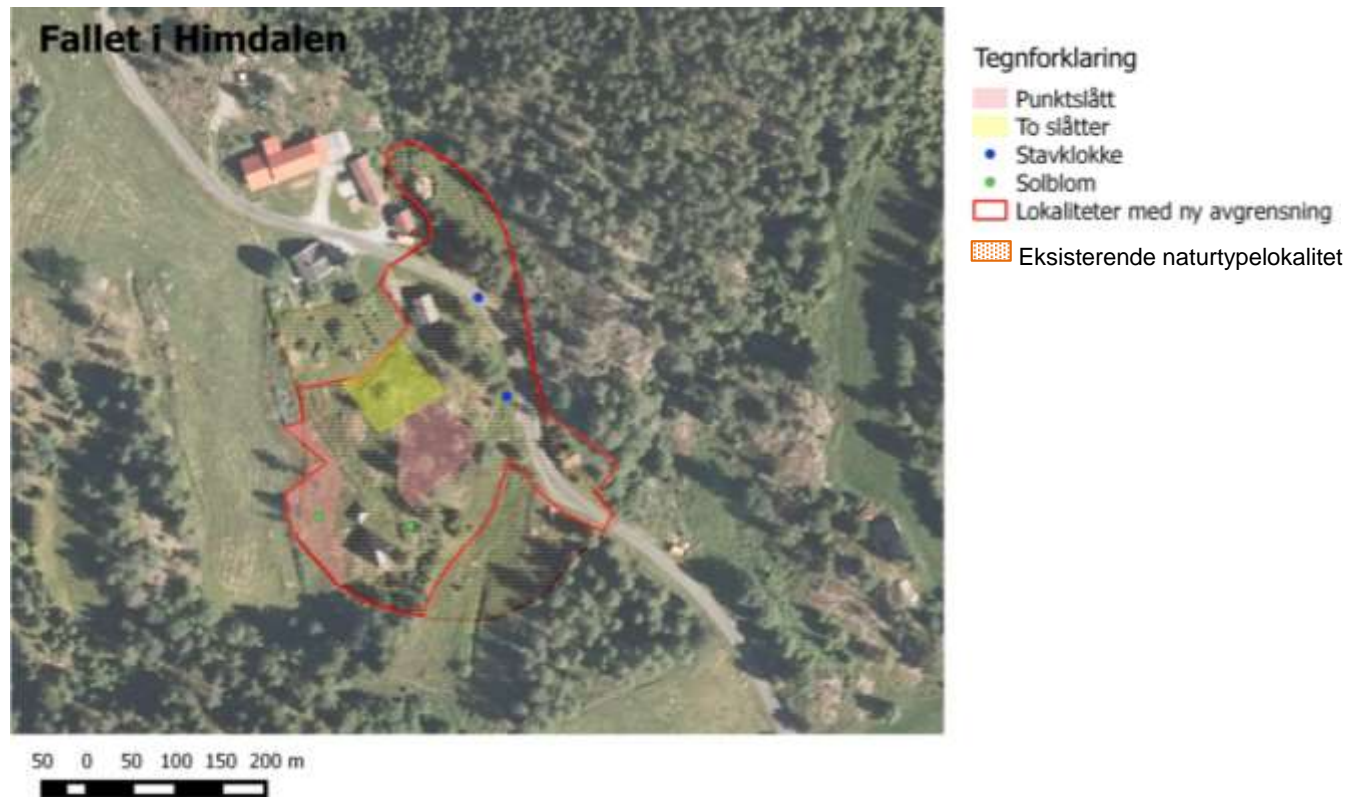 Fallet i Himdalen
Tegnforklaring
Punktslått
To slåtter
Stavklokke
Solblom
Lokaliteter med ny avgrensning
Eksisterende naturtypelokalitet
50 0 50 100 150 200 m